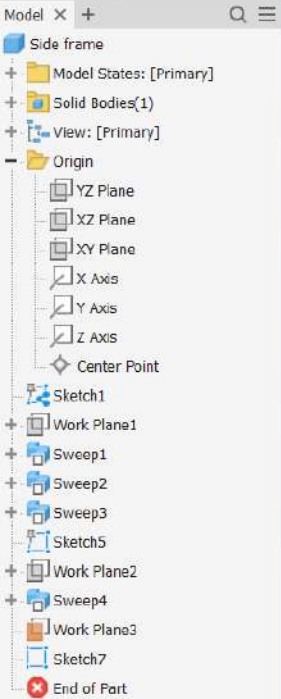 Model
Side frame
Model States: [Primary]
Solid Bodies(1)
View: [Primary]
Origin
YZ Plane
XZ Plane
XY Plane
X Axis
Y Axis
Z Axis
Center Point
Sketch1
Work Plane1
Sweep1
Sweep2
Sweep3
Sketch5
Work Plane2
Sweep4
Work Plane3
Sketch7
End of Part